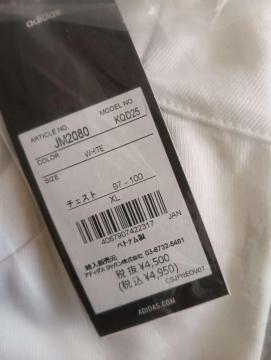 adidas
ARTICLE NO. MODEL NO.
JM2080 KQD25
COLOR WHITE
SIZE
チェスト 97 - 100
XL
JAN
4067907422317
ベトナム製
輸入販売元
アディダス ジャパン株式会社 03-6732-5461
税抜 ¥4,500
(税込 ¥4,950)
CSJPNEOV07
ADIDAS.COM